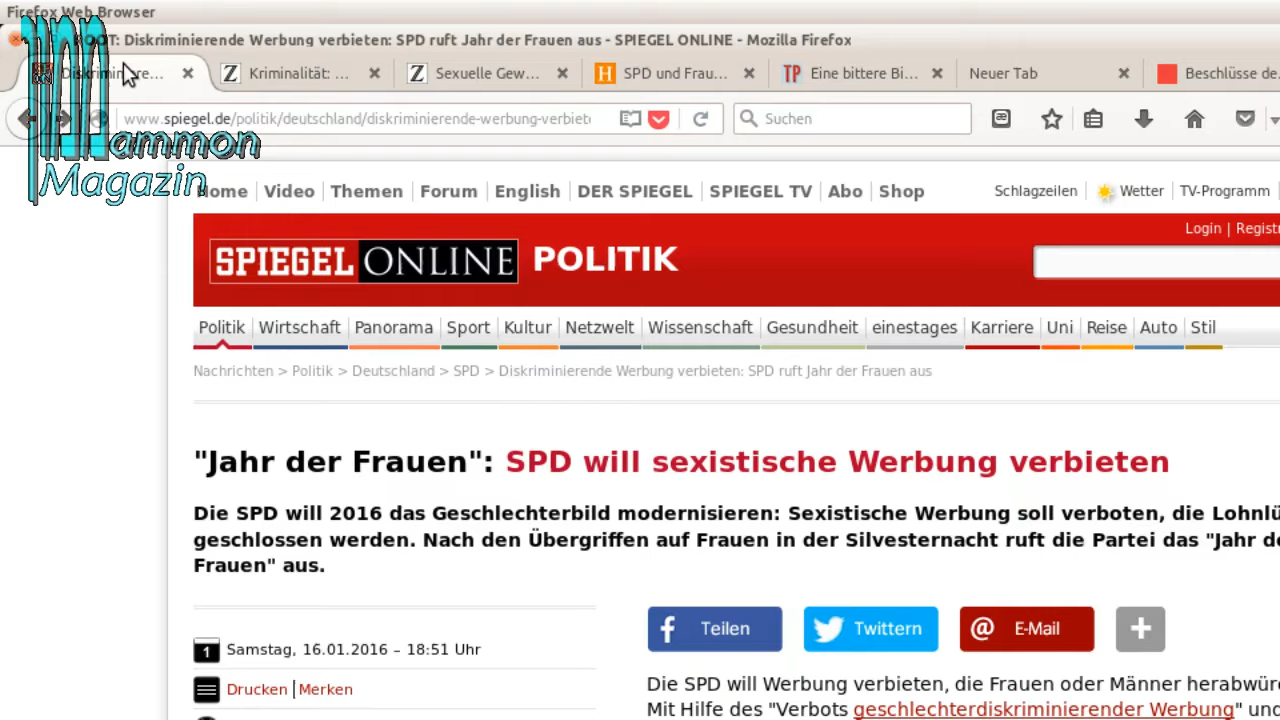 Firefox Web Browser
OOT: Diskriminierende Werbung verbieten: SPD ruft Jahr der Frauen aus - SPIEGEL ONLINE - Mozilla Firefox
Diskriminiere... Kriminalität: ... Sexuelle Gew... SPD und Frau... Eine bittere Bi... Neuer Tab Beschlüsse de
www.spiegel.de/politik/deutschland/diskriminierende-werbung-verbiete Suchen
Mammon
Magazin
Home Video Themen Forum English DER SPIEGEL SPIEGEL TV Abo Shop Schlagzeilen Wetter TV-Programm
Login | Registr
SPIEGEL ONLINE POLITIK
Politik Wirtschaft Panorama Sport Kultur Netzwelt Wissenschaft Gesundheit einestages Karriere Uni Reise Auto Stil
Nachrichten > Politik > Deutschland > SPD > Diskriminierende Werbung verbieten: SPD ruft Jahr der Frauen aus
"Jahr der Frauen": SPD will sexistische Werbung verbieten
Die SPD will 2016 das Geschlechterbild modernisieren: Sexistische Werbung soll verboten, die Lohnlü
geschlossen werden. Nach den Übergriffen auf Frauen in der Silvesternacht ruft die Partei das "Jahr de
Frauen" aus.
Teilen Twittern E-Mail
Samstag, 16.01.2016 – 18:51 Uhr
Drucken | Merken
Die SPD will Werbung verbieten, die Frauen oder Männer herabwür
Mit Hilfe des "Verbots geschlechterdiskriminierender Werbung" und